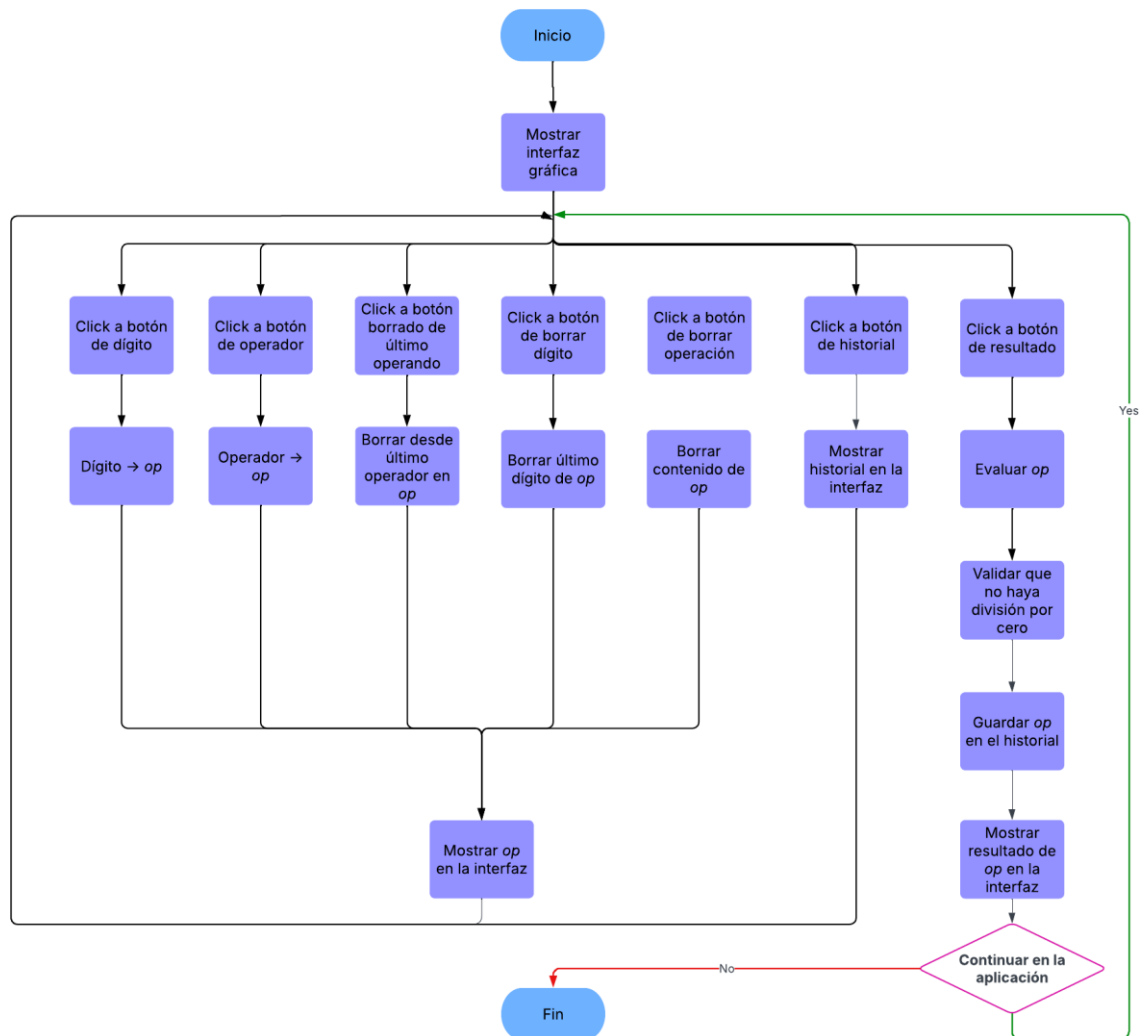 Inicio
Mostrar
interfaz
gráfica
Click a botón
de dígito
Click a botón
de operador
Click a botón
borrado de
último
operando
Click a botón
de borrar
dígito
Click a botón
de borrar
operación
Click a botón
de historial
Click a botón
de resultado
Yes
Dígito → op
Operador →
op
Borrar desde
último
operador en
op
Borrar último
dígito de op
Borrar
contenido de
op
Mostrar
historial en la
interfaz
Evaluar op
Validar que
no haya
división por
cero
Guardar op
en el historial
Mostrar op
en la interfaz
Mostrar
resultado de
op en la
interfaz
Continuar en la
aplicación
No
Fin